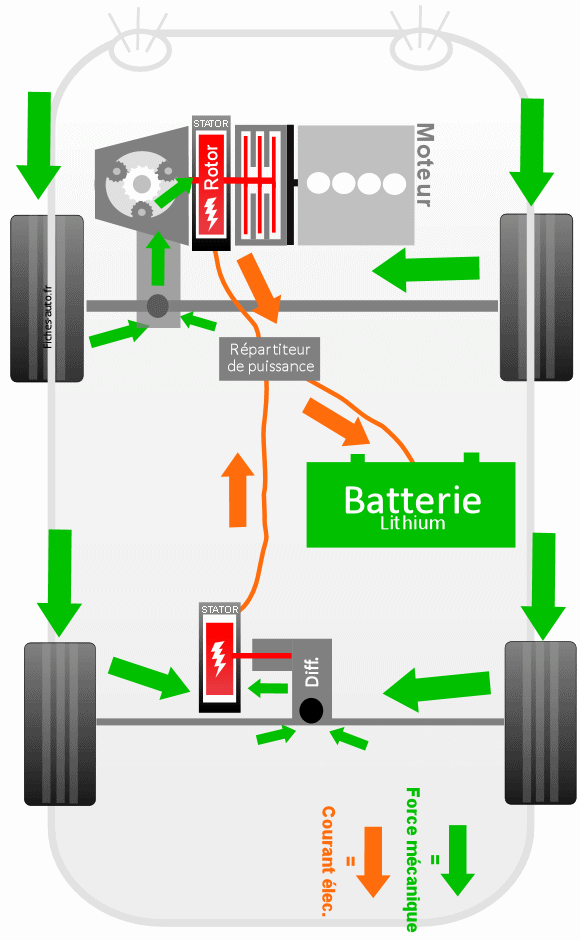 STATOR
Rotor
Moteur
Fiches-auto.fr
Répartiteur
de puissance
Batterie
Lithium
STATOR
Diff.
Courant élec.
=
Force mécanique
=